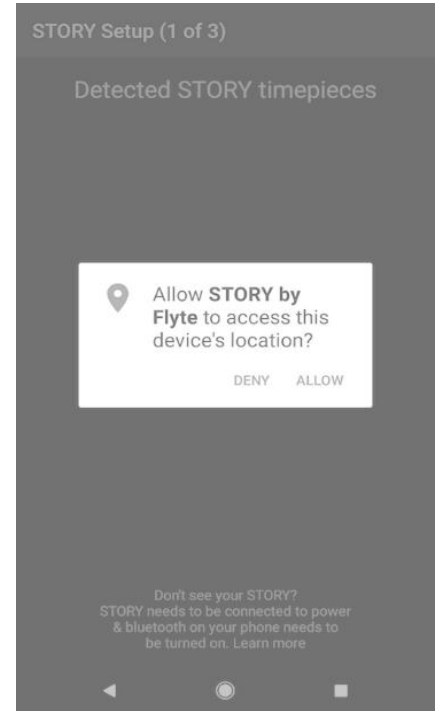 STORY Setup (1 of 3)
Detected STORY timepieces
Allow STORY by
Flyte to access this
device's location?
DENY ALLOW
Don't see your STORY?
STORY needs to be connected to power
& bluetooth on your phone needs to
be turned on. Learn more